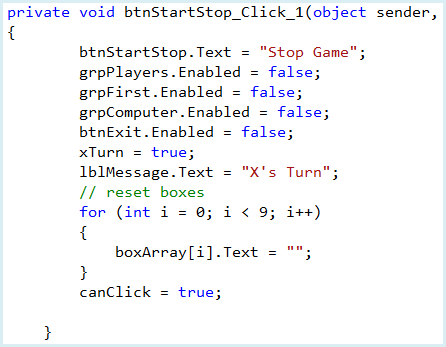 private void btnStartStop_Click_1(object sender,
{
btnStartStop.Text = "Stop Game";
grpPlayers.Enabled = false;
grpFirst.Enabled = false;
grpComputer.Enabled = false;
btnExit.Enabled = false;
xTurn = true;
lblMessage.Text = "X's Turn";
// reset boxes
for (int i = 0; i < 9; i++)
{
boxArray[i].Text = "";
}
canClick = true;
}